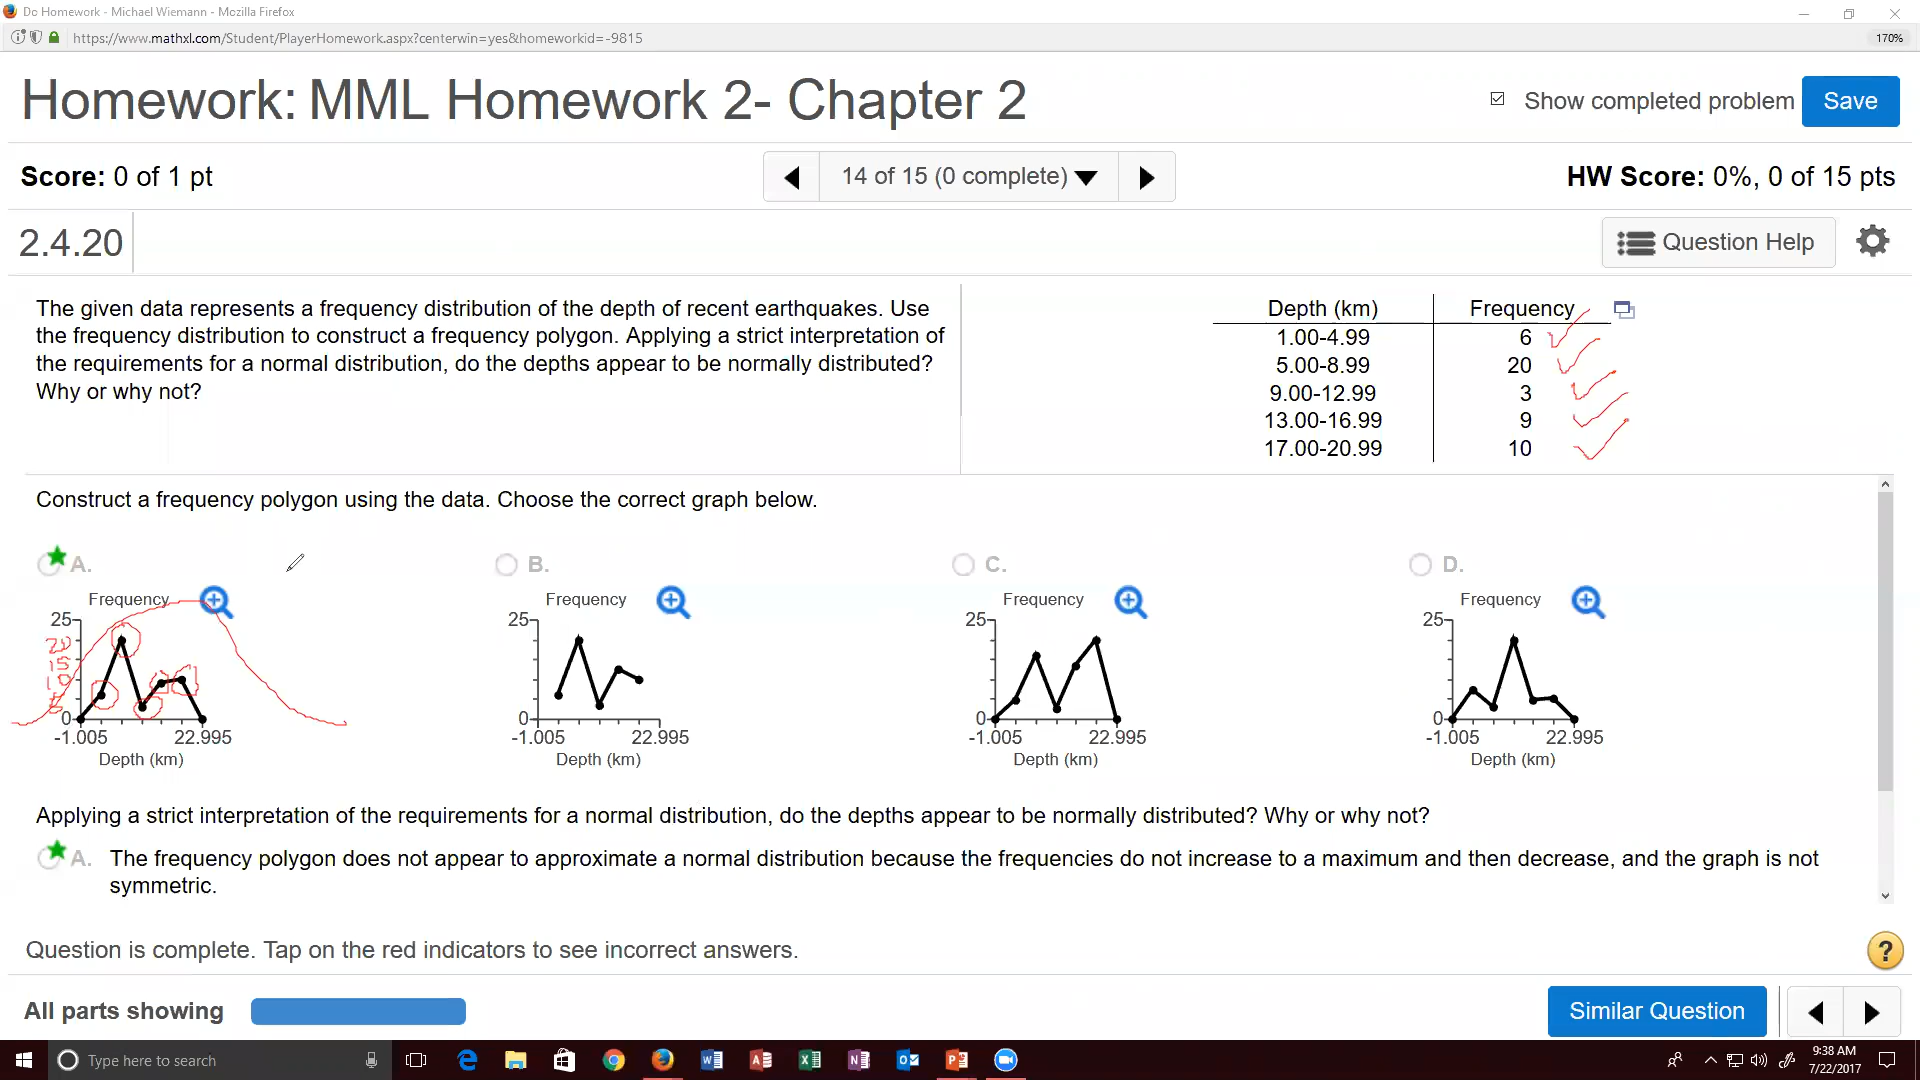 Do Homework - Michael Wiemann - Mozilla Firefox
https://www.mathxl.com/Student/PlayerHomework.aspx?centerwin=yes&homeworkid=-9815
170%
Homework: MML Homework 2- Chapter 2
Show completed problem
Save
Score: 0 of 1 pt
14 of 15 (0 complete)
HW Score: 0%, 0 of 15 pts
2.4.20
Question Help
The given data represents a frequency distribution of the depth of recent earthquakes. Use
the frequency distribution to construct a frequency polygon. Applying a strict interpretation of
the requirements for a normal distribution, do the depths appear to be normally distributed?
Why or why not?
Depth (km) Frequency
1.00-4.99 6
5.00-8.99 20
9.00-12.99 3
13.00-16.99 9
17.00-20.99 10
Construct a frequency polygon using the data. Choose the correct graph below.
A.
Frequency
25
20
15
10
5
0
-1.005 22.995
Depth (km)
B.
Frequency
25
0
-1.005 22.995
Depth (km)
C.
Frequency
25
0
-1.005 22.995
Depth (km)
D.
Frequency
25
0
-1.005 22.995
Depth (km)
Applying a strict interpretation of the requirements for a normal distribution, do the depths appear to be normally distributed? Why or why not?
A. The frequency polygon does not appear to approximate a normal distribution because the frequencies do not increase to a maximum and then decrease, and the graph is not
symmetric.
Question is complete. Tap on the red indicators to see incorrect answers.
?
All parts showing
Similar Question
Type here to search
9:38 AM
7/22/2017